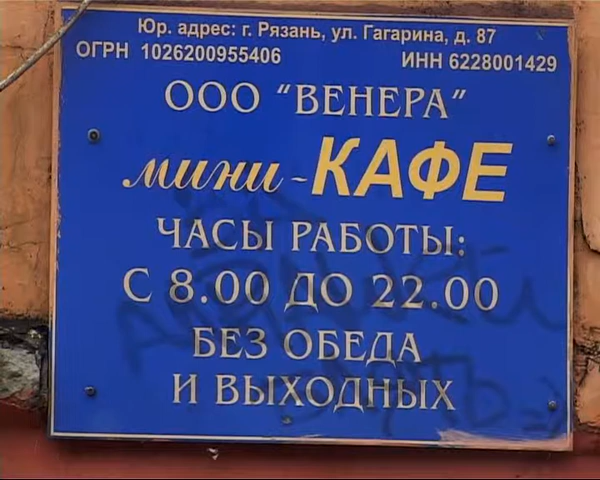 Юр. адрес: г. Рязань, ул. Гагарина, д. 87
ОГРН 1026200955406 ИНН 6228001429
ООО "ВЕНЕРА"
мини-КАФЕ
ЧАСЫ РАБОТЫ:
С 8.00 ДО 22.00
БЕЗ ОБЕДА
И ВЫХОДНЫХ